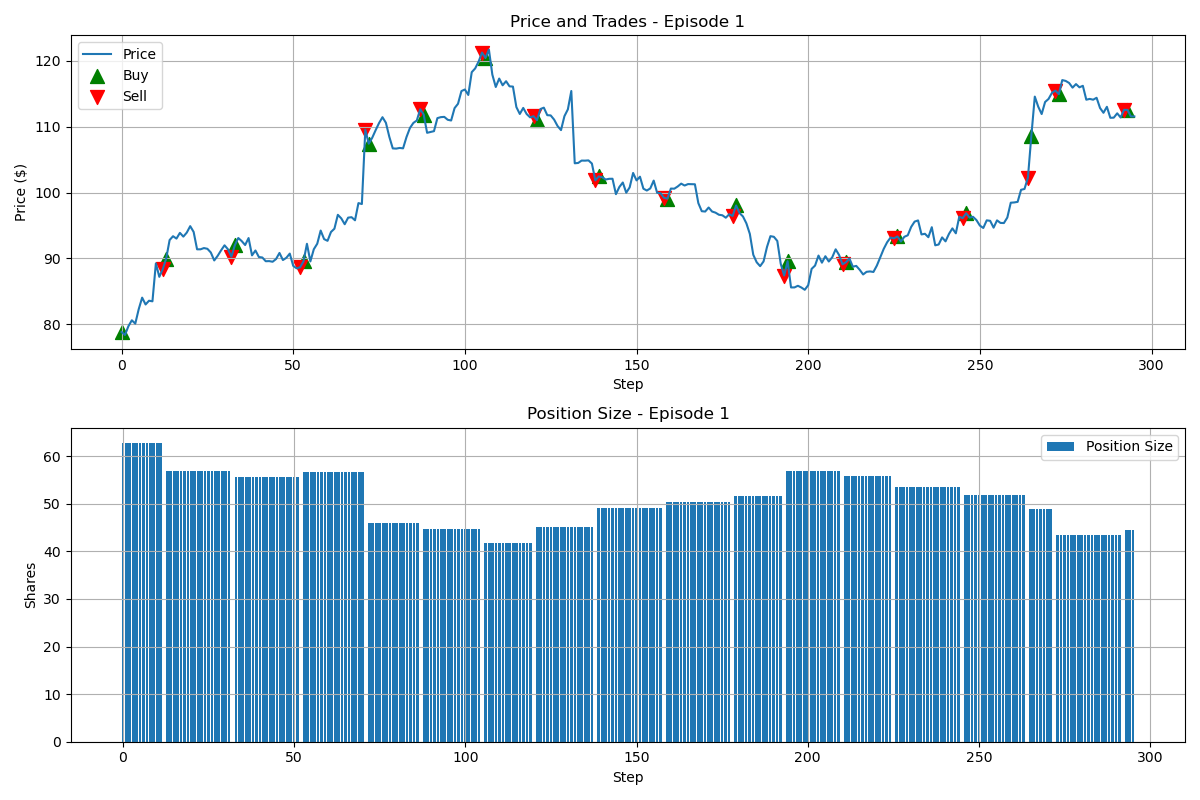 Price and Trades - Episode 1
Price
Buy
Sell
120
110
100
90
80
Price ($)
0 50 100 150 200 250 300
Step
Position Size - Episode 1
Position Size
60
50
40
30
20
10
0
Shares
0 50 100 150 200 250 300
Step